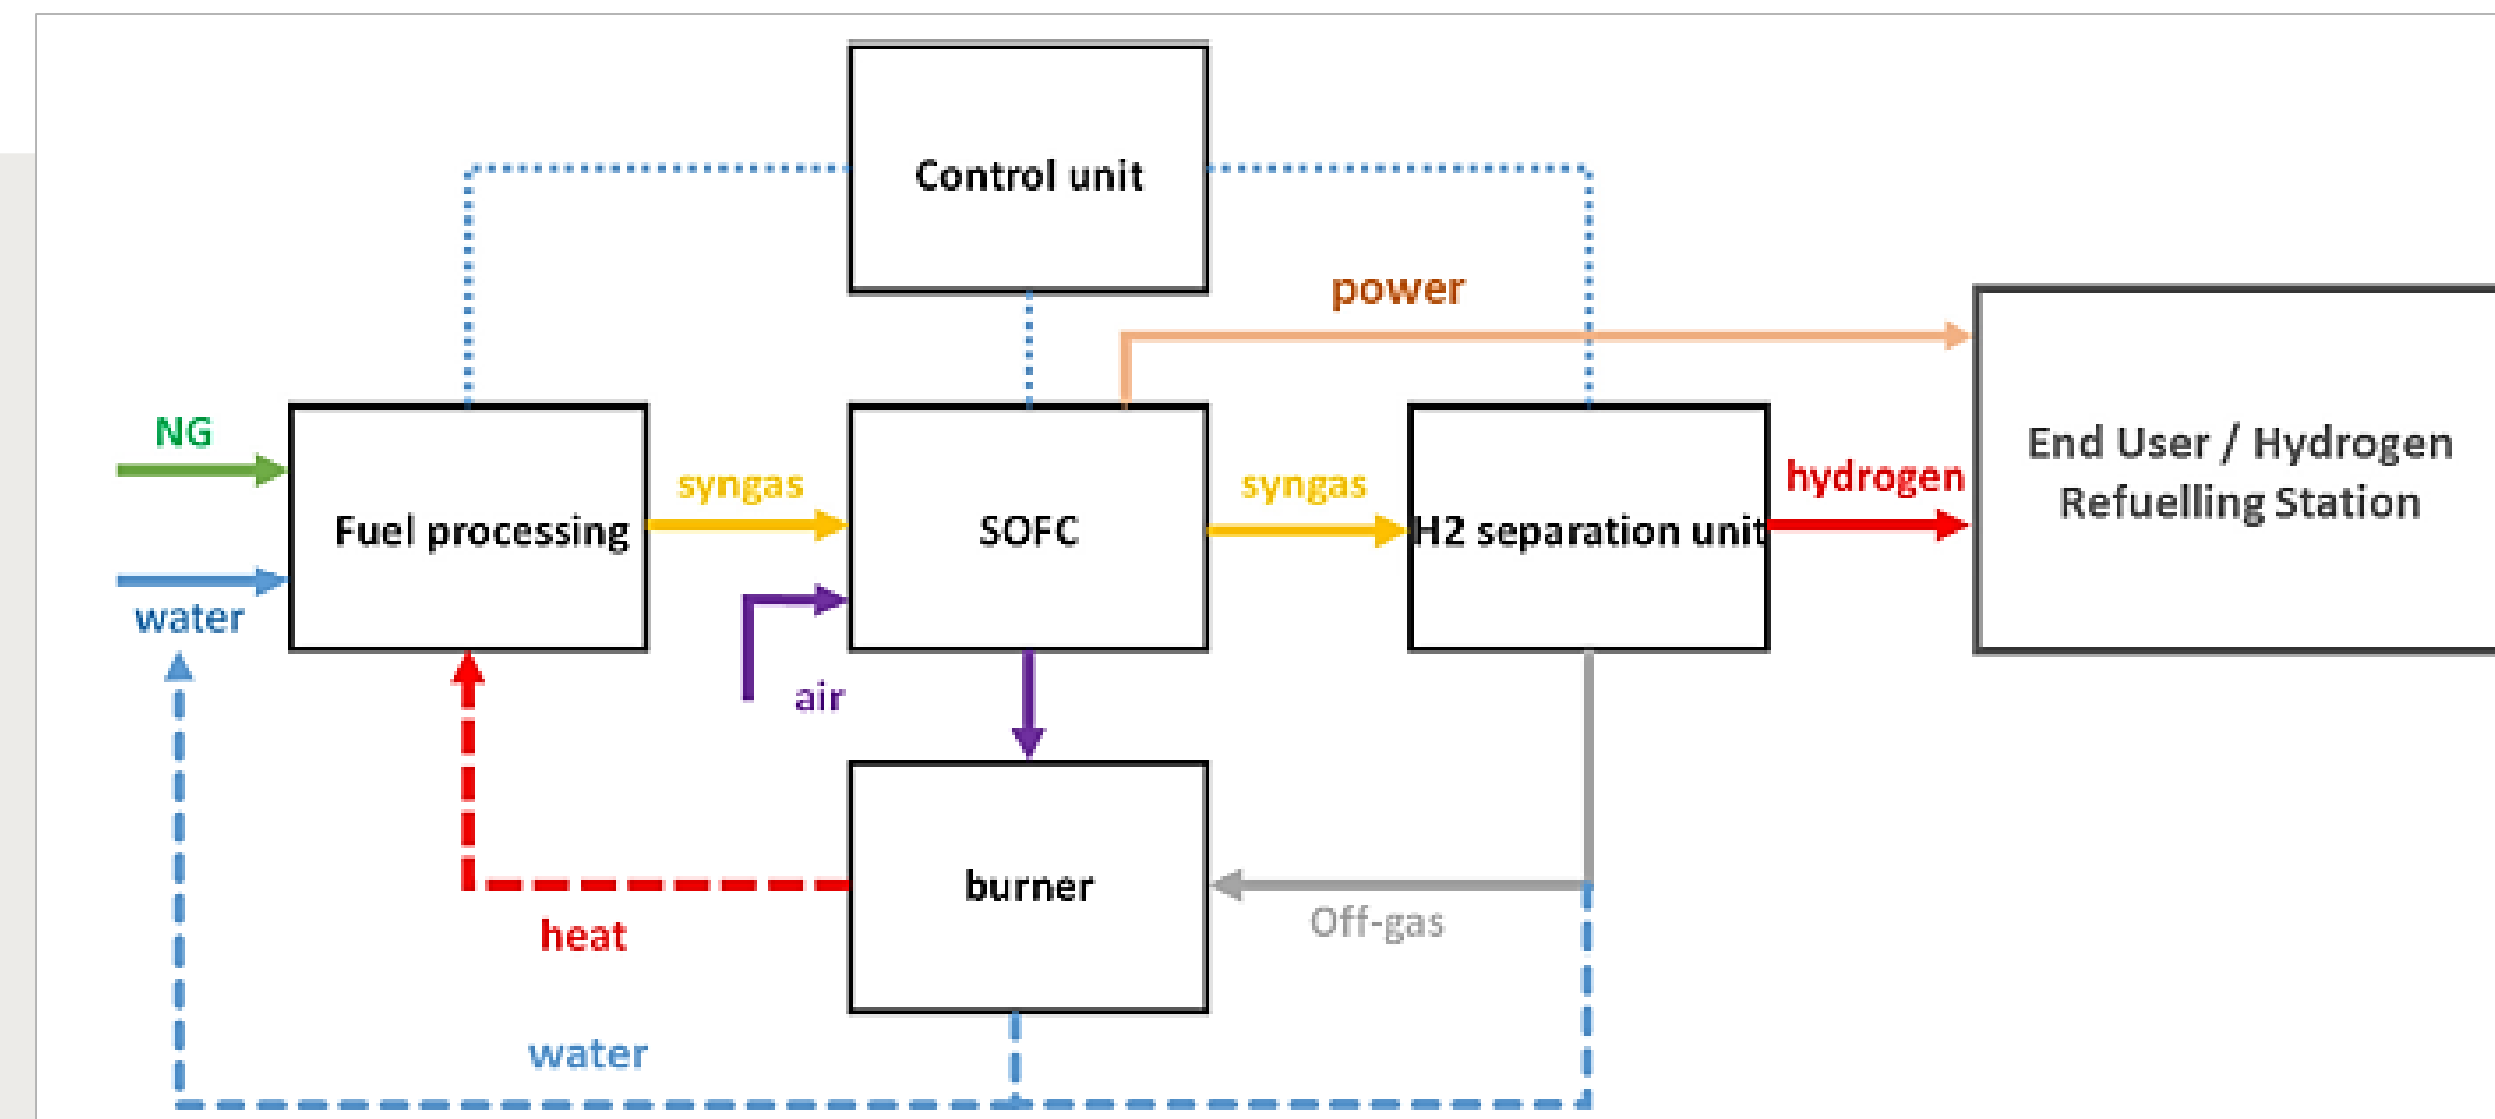 Control unit
power
NG
syngas
syngas
hydrogen
End User / Hydrogen
Refuelling Station
Fuel processing
SOFC
H2 separation unit
water
air
burner
heat
Off-gas
water